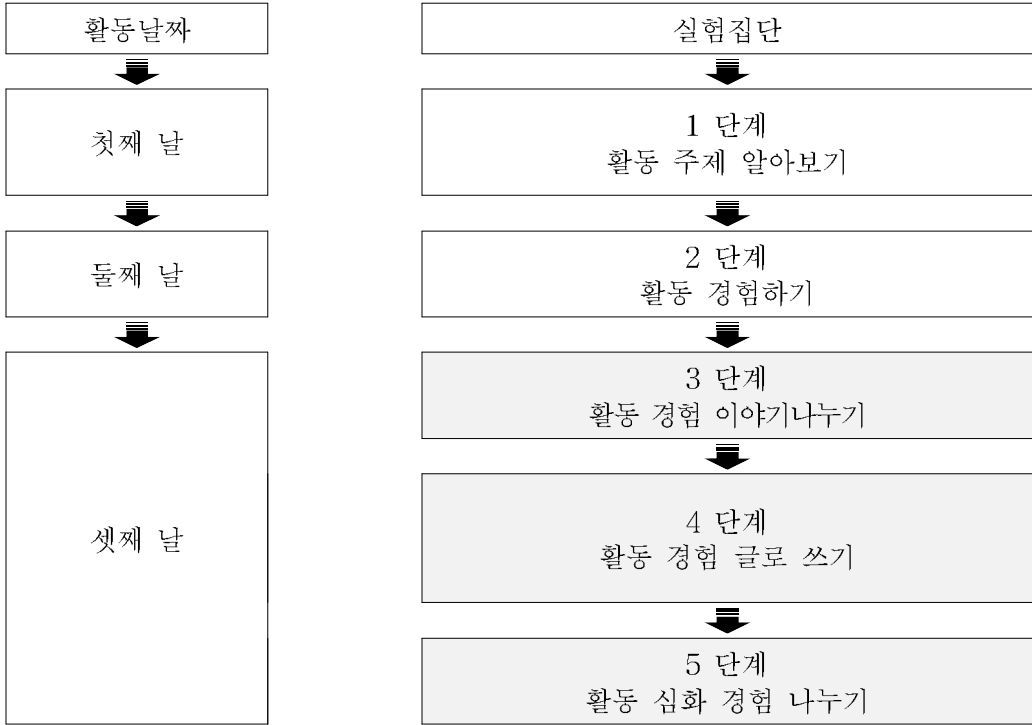 활동날짜
실험집단
첫째 날
1 단계
활동 주제 알아보기
둘째 날
2 단계
활동 경험하기
셋째 날
3 단계
활동 경험 이야기나누기
4 단계
활동 경험 글로 쓰기
5 단계
활동 심화 경험 나누기